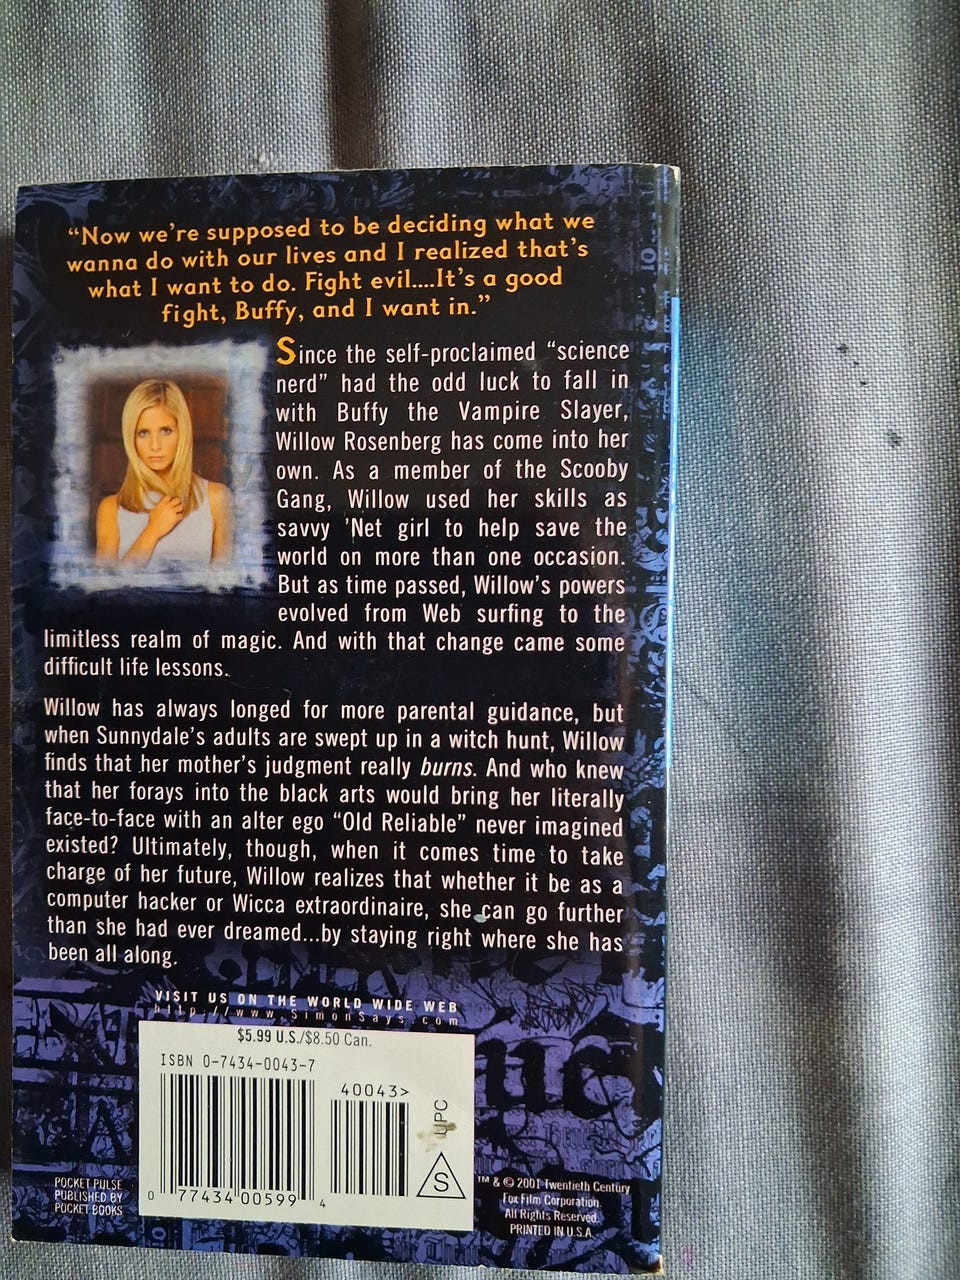 “Now we're supposed to be deciding what we
wanna do with our lives and I realized that's
what I want to do. Fight evil....It's a good
fight, Buffy, and I want in.”
Since the self-proclaimed “science
nerd” had the odd luck to fall in
with Buffy the Vampire Slayer,
Willow Rosenberg has come into her
own. As a member of the Scooby
Gang, Willow used her skills as
savvy 'Net girl to help save the
world on more than one occasion.
But as time passed, Willow's powers
evolved from Web surfing to the
limitless realm of magic. And with that change came some
difficult life lessons.
Willow has always longed for more parental guidance, but
when Sunnydale's adults are swept up in a witch hunt, Willow
finds that her mother's judgment really burns. And who knew
that her forays into the black arts would bring her literally
face-to-face with an alter ego “Old Reliable” never imagined
existed? Ultimately, though, when it comes time to take
charge of her future, Willow realizes that whether it be as a
computer hacker or Wicca extraordinaire, she can go further
than she had ever dreamed...by staying right where she has
been all along.
VISIT US ON THE WORLD WIDE WEB
http://www.SimonSays.com
$5.99 U.S./$8.50 Can.
ISBN 0-7434-0043-7
40043>
UPC
S
0 77434 00599 4
POCKET PULSE
PUBLISHED BY
POCKET BOOKS
™ & © 2001 Twentieth Century
Fox Film Corporation.
All Rights Reserved.
PRINTED IN U.S.A.